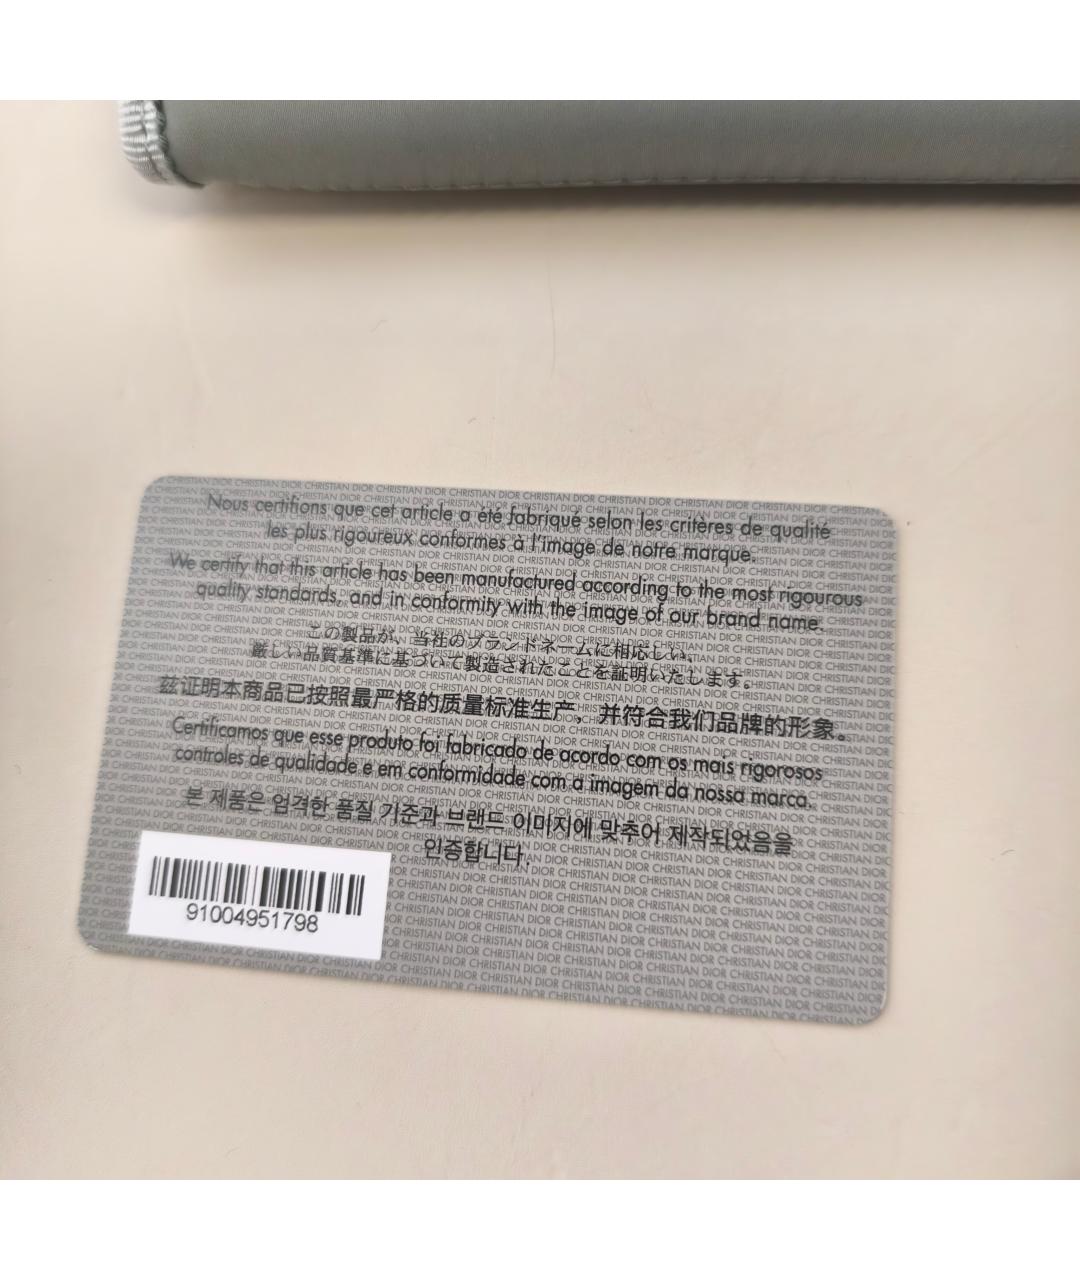 Nous certifions que cet article a été fabriqué selon les critères de qualité
les plus rigoureux conformes à l'image de notre marque.
We certify that this article has been manufactured according to the most rigourous
quality standards, and in conformity with the image of our brand name.
この製品が、当社のブランドネームに相応しい、
厳しい品質基準に基づいて製造されたことを証明いたします。
兹证明本商品已按照最严格的质量标准生产，并符合我们品牌的形象。
Certificamos que esse produto foi fabricado de acordo com os mais rigorosos
controles de qualidade e em conformidade com a imagem da nossa marca.
본 제품은 엄격한 품질 기준과 브랜드 이미지에 맞추어 제작되었음을
인증합니다.
91004951798
CHRISTIAN DIOR